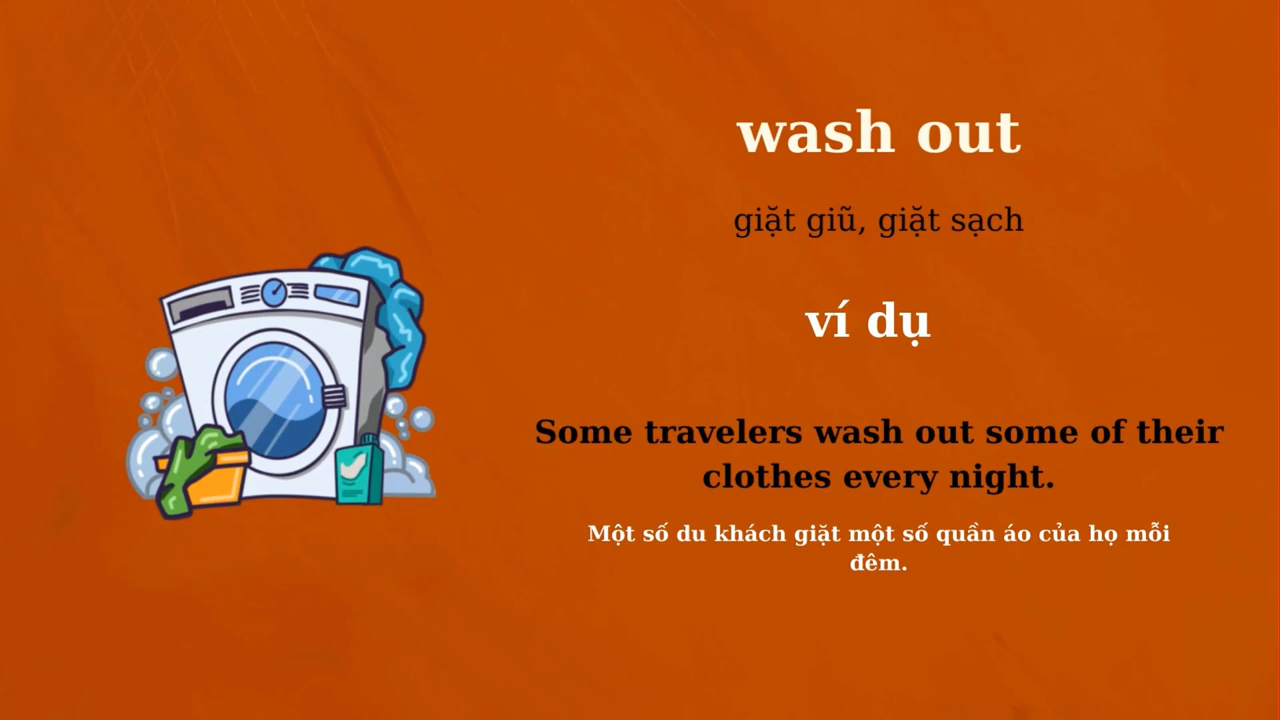 wash out
giặt giũ, giặt sạch
ví dụ
Some travelers wash out some of their
clothes every night.
Một số du khách giặt một số quần áo của họ mỗi
đêm.